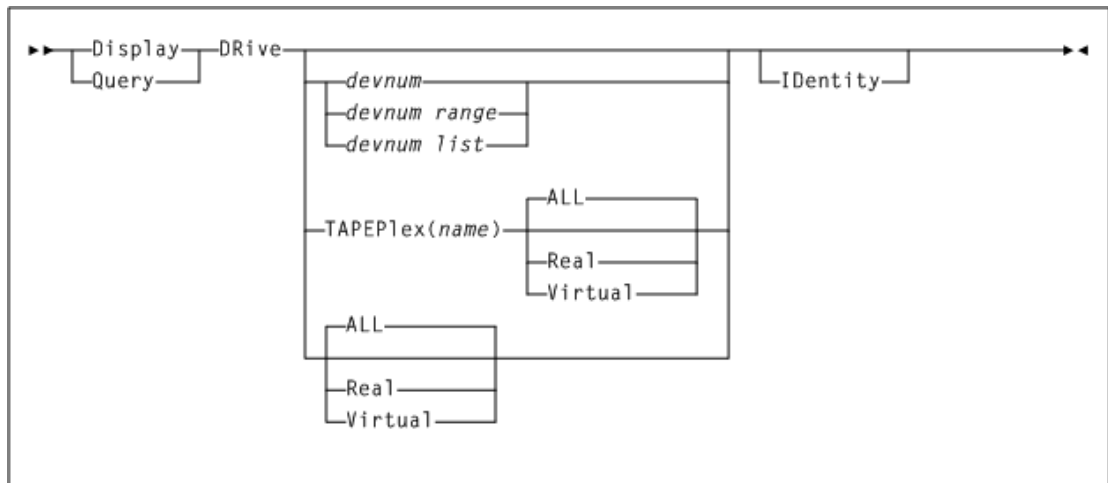 Display DRive
Query
devnum
devnum range
devnum list
IDentity
ALL
TAPEPlex(name)
Real
Virtual
ALL
Real
Virtual